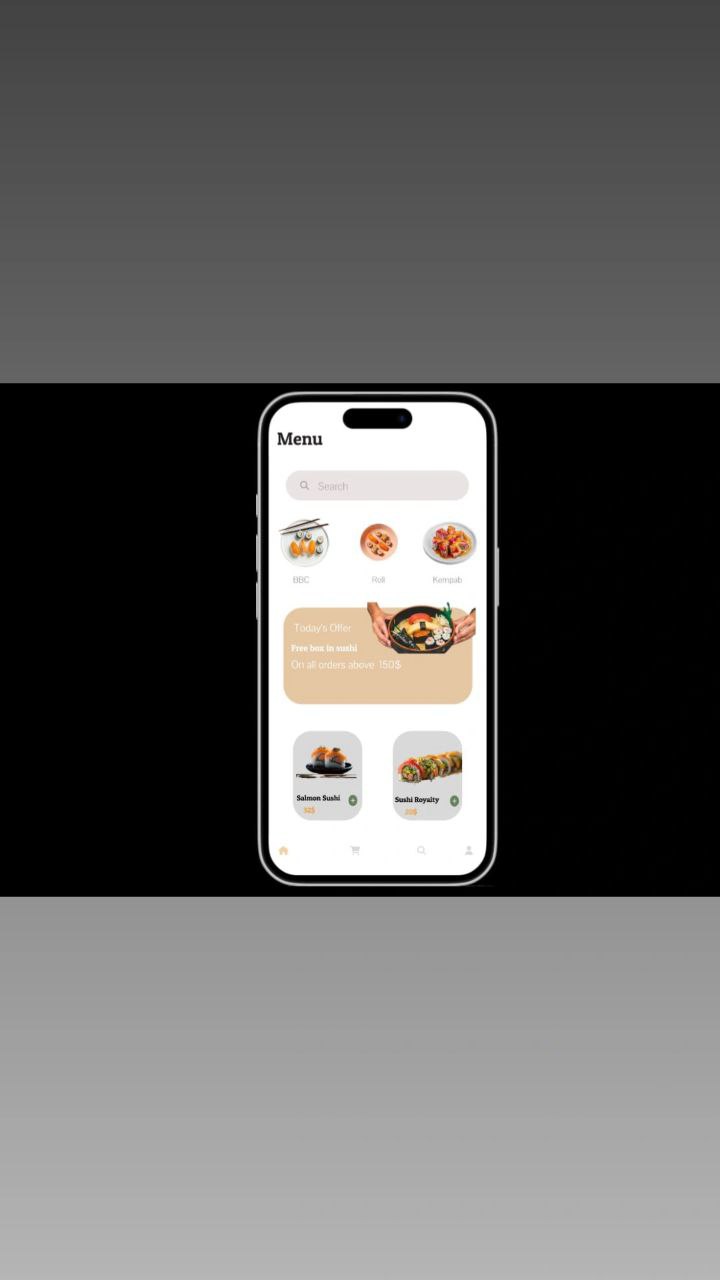 Menu
Search
BBC Roll Kempab
Today's Offer
Free box in sushi
On all orders above 150$
Salmon Sushi
32$
Sushi Royalty
20$